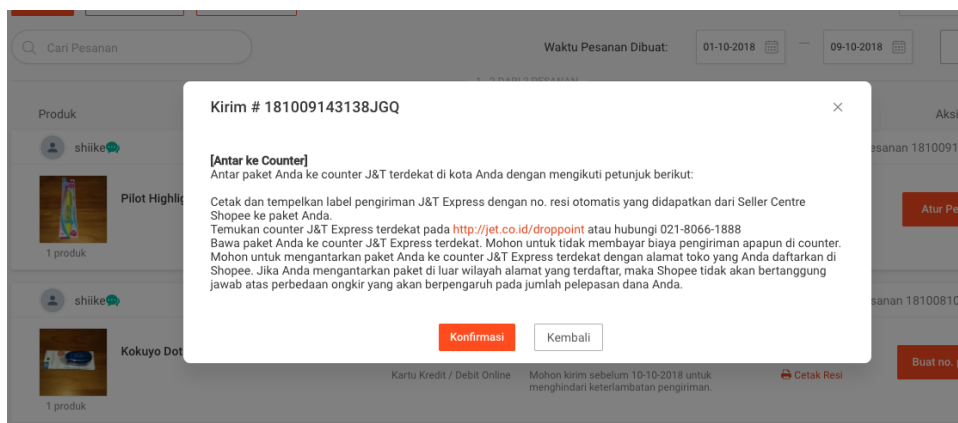 Cari Pesanan
Waktu Pesanan Dibuat:
01-10-2018
09-10-2018
Produk
Aksi
shiike
Pilot Highlig
1 produk
Atur Pe
Kirim # 181009143138JGQ
[Antar ke Counter]
Antar paket Anda ke counter J&T terdekat di kota Anda dengan mengikuti petunjuk berikut:
Cetak dan tempelkan label pengiriman J&T Express dengan no. resi otomatis yang didapatkan dari Seller Centre
Shopee ke paket Anda.
Temukan counter J&T Express terdekat pada http://jet.co.id/droppoint atau hubungi 021-
8066-1888
Bawa paket Anda ke counter J&T Express terdekat. Mohon untuk tidak membayar biaya pengiriman apapun di counter.
Mohon untuk mengantarkan paket Anda ke counter J&T Express terdekat dengan alamat toko yang Anda daftarkan di
Shopee. Jika Anda mengantarkan paket di luar wilayah alamat yang terdaftar, maka Shopee tidak akan bertanggung
jawab atas perbedaan ongkir yang akan berpengaruh pada jumlah pelepasan dana Anda.
Konfirmasi
Kembali
shiike
Kokuyo Dot
1 produk
Kartu Kredit / Debit Online
Mohon kirim sebelum 10-10-2018 untuk
menghindari keterlambatan pengiriman.
Cetak Resi
Buat no.